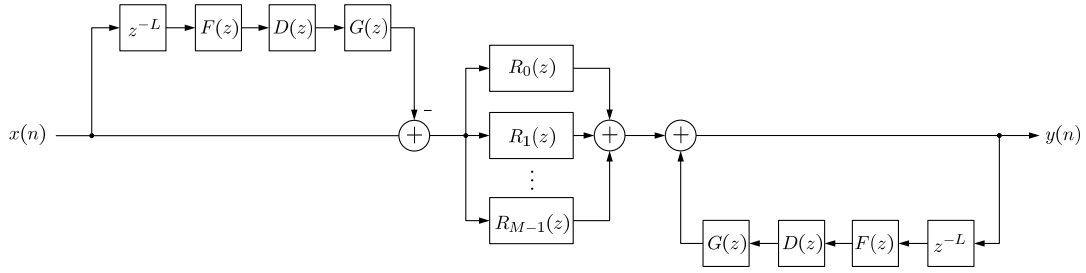 z^{-L} F(z) D(z) G(z)
R_0(z)
-
x(n) + R_1(z) + + y(n)
⋮
R_{M-1}(z)
G(z) D(z) F(z) z^{-L}